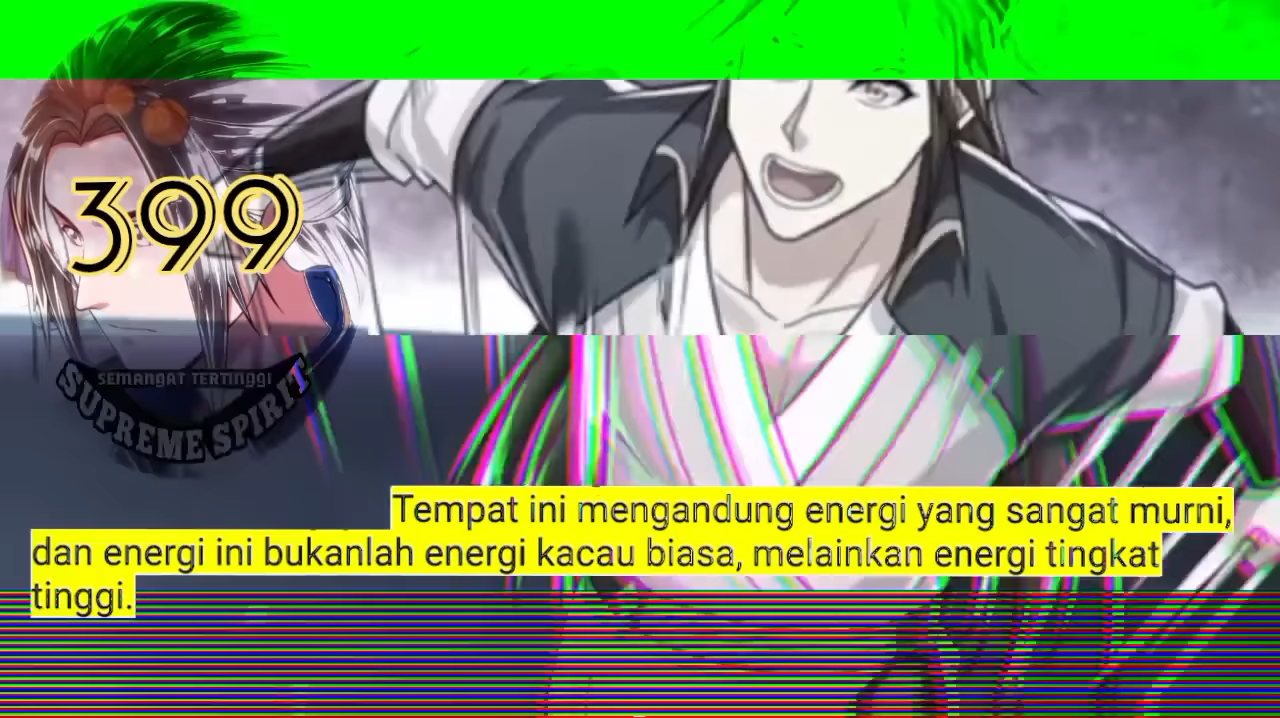 399
SEMANGAT TERTINGGI
SUPREME SPIRIT
Tempat ini mengandung energi yang sangat murni,
dan energi ini bukanlah energi kacau biasa, melainkan energi tingkat
tinggi.